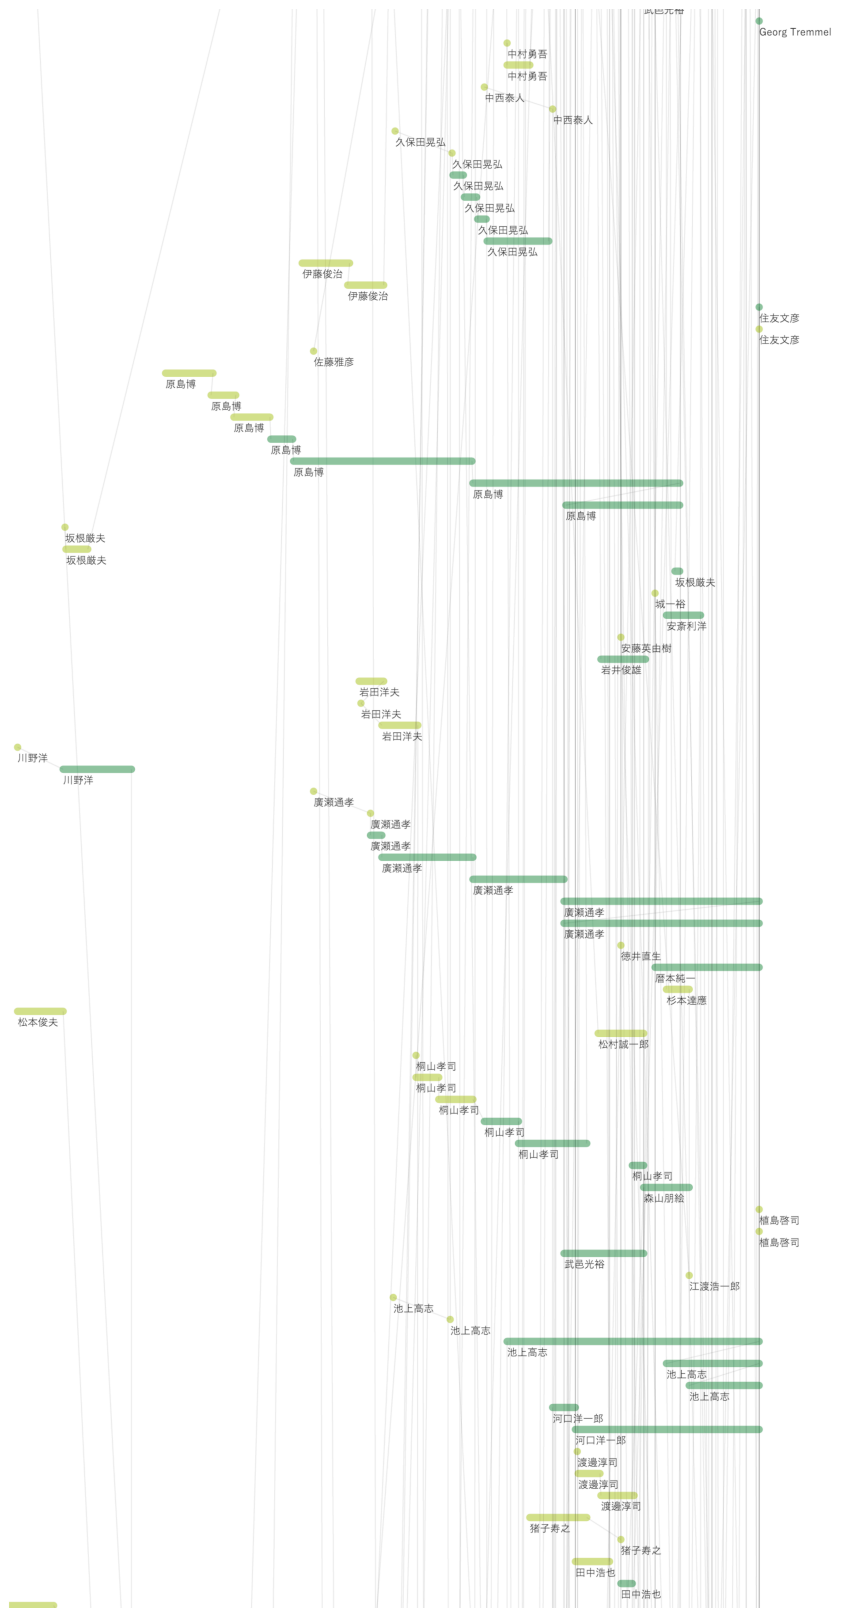 武邑光裕
Georg Tremmel
中村勇吾
中村勇吾
中西泰人
中西泰人
久保田晃弘
久保田晃弘
久保田晃弘
久保田晃弘
久保田晃弘
久保田晃弘
伊藤俊治
伊藤俊治
住友文彦
住友文彦
佐藤雅彦
原島博
原島博
原島博
原島博
原島博
原島博
原島博
坂根厳夫
坂根厳夫
坂根厳夫
城一裕
安斎利洋
安藤英由樹
岩井俊雄
岩田洋夫
岩田洋夫
岩田洋夫
川野洋
川野洋
廣瀬通孝
廣瀬通孝
廣瀬通孝
廣瀬通孝
廣瀬通孝
廣瀬通孝
廣瀬通孝
徳井直生
暦本純一
杉本達應
松本俊夫
松村誠一郎
桐山孝司
桐山孝司
桐山孝司
桐山孝司
桐山孝司
桐山孝司
森山朋絵
植島啓司
植島啓司
武邑光裕
江渡浩一郎
池上高志
池上高志
池上高志
池上高志
池上高志
河口洋一郎
河口洋一郎
渡邊淳司
渡邊淳司
渡邊淳司
猪子寿之
猪子寿之
田中浩也
田中浩也